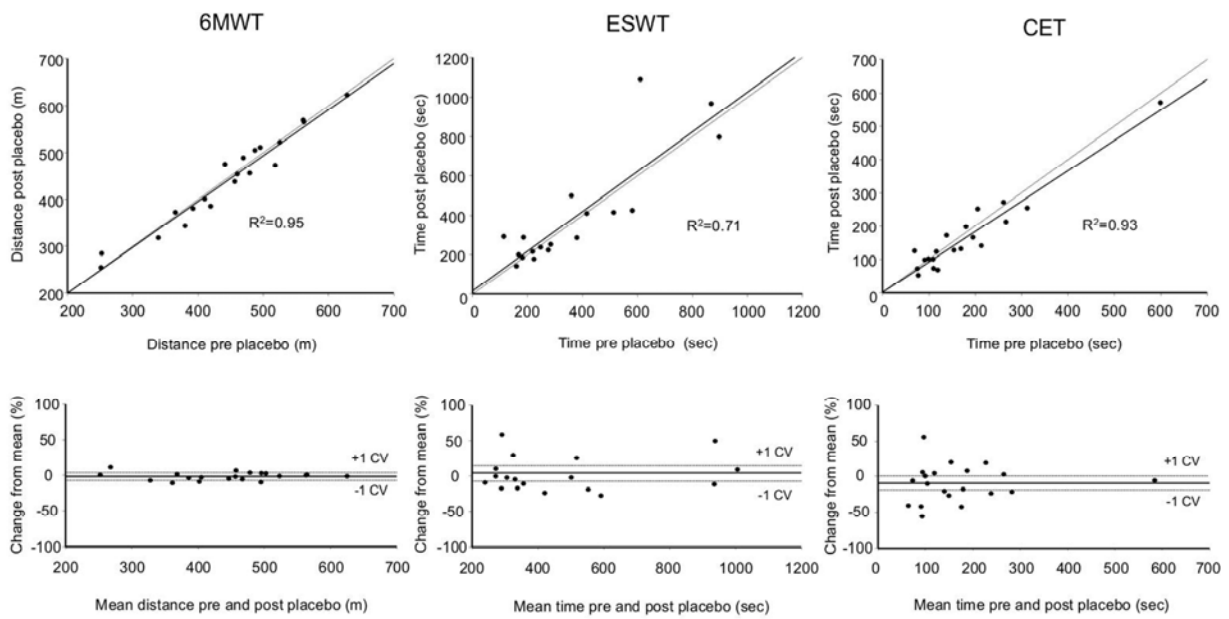 6MWT
ESWT
CET
Distance post placebo (m)
700
600
500
400
300
200
R²=0.95
200 300 400 500 600 700
Distance pre placebo (m)
Time post placebo (sec)
1200
1000
800
600
400
200
0
R²=0.71
0 200 400 600 800 1000 1200
Time pre placebo (sec)
Time post placebo (sec)
700
600
500
400
300
200
100
0
R²=0.93
0 100 200 300 400 500 600 700
Time pre placebo (sec)
Change from mean (%)
100
50
0
-50
-100
+1 CV
-1 CV
200 300 400 500 600 700
Mean distance pre and post placebo (m)
Change from mean (%)
100
50
0
-50
-100
+1 CV
-1 CV
200 400 600 800 1000 1200
Mean time pre and post placebo (sec)
Change from mean (%)
100
50
0
-50
-100
+1 CV
-1 CV
0 100 200 300 400 500 600 700
Mean time pre and post placebo (sec)